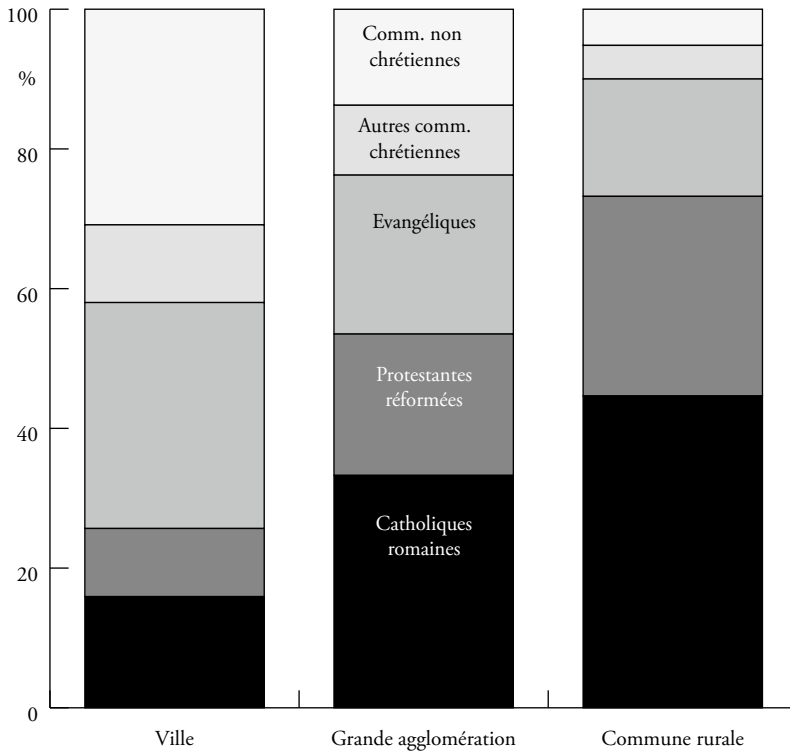 100
%
80
60
40
20
0
Comm. non
chrétiennes
Autres comm.
chrétiennes
Evangéliques
Protestantes
réformées
Catholiques
romaines
Ville
Grande agglomération
Commune rurale